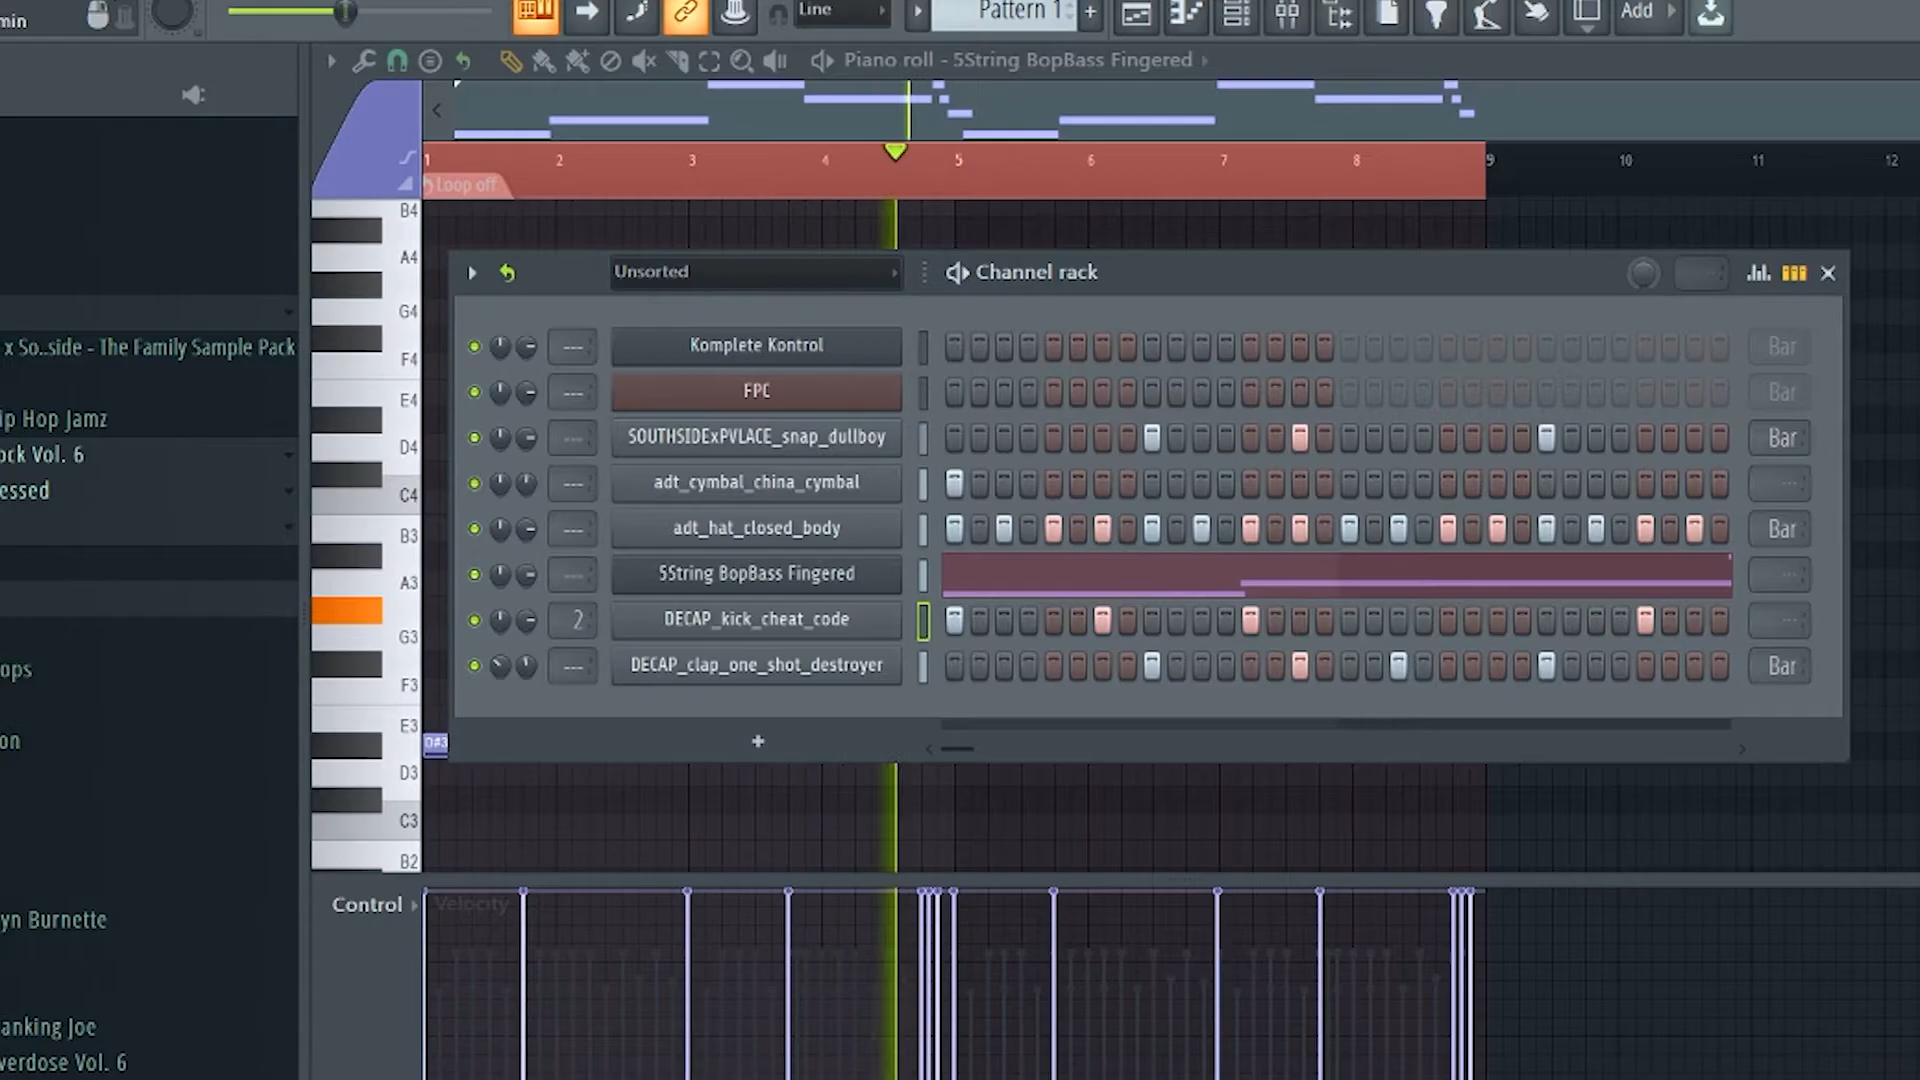 min
Line
Pattern 1
+
Add
Piano roll - 5String BopBass Fingered
1 2 3 4 5 6 7 8 9 10 11 12
Loop off
B4
A4
G4
F4
E4
D4
C4
B3
A3
G3
F3
E3
D#3
D3
C3
B2
x So..side - The Family Sample Pack
ip Hop Jamz
ock Vol. 6
essed
ops
on
yn Burnette
anking Joe
verdose Vol. 6
Unsorted
Channel rack
--- Komplete Kontrol Bar
--- FPC Bar
--- SOUTHSIDExPVLACE_snap_dullboy Bar
--- adt_cymbal_china_cymbal ---
--- adt_hat_closed_body Bar
--- 5String BopBass Fingered ---
2 DECAP_kick_cheat_code ---
--- DECAP_clap_one_shot_destroyer Bar
+
Control
Velocity